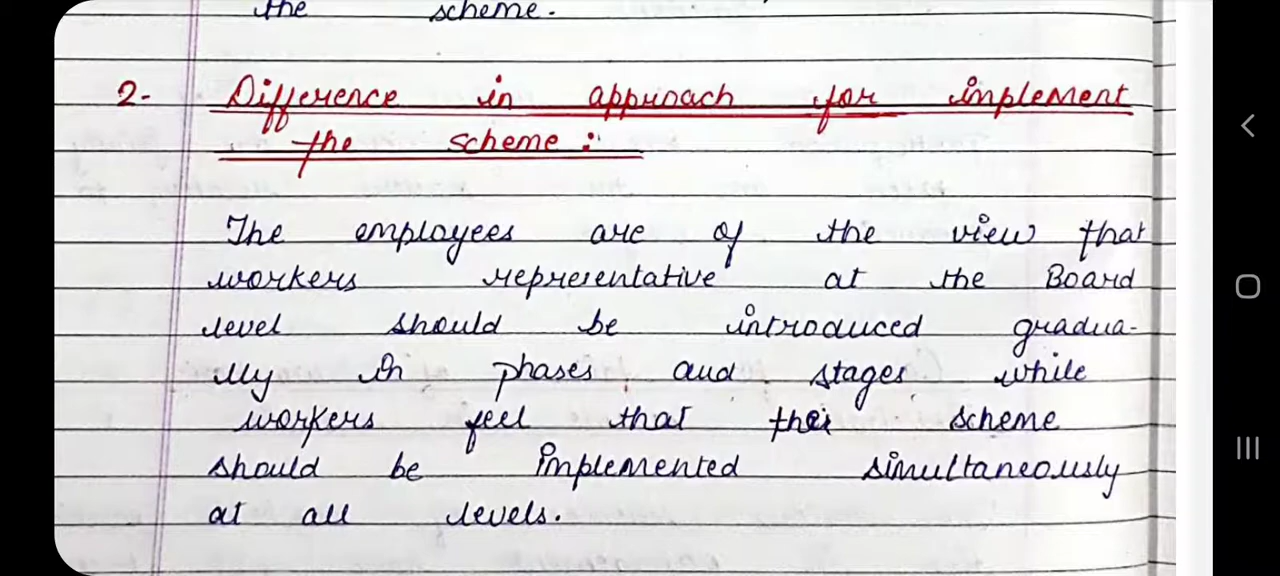 the scheme.
2- Difference in approach for implement
the scheme :-
The employees are of the view that
workers representative at the Board
level should be introduced gradua-
lly in phases and stages while
workers feel that their scheme
should be implemented simultaneously
at all levels.